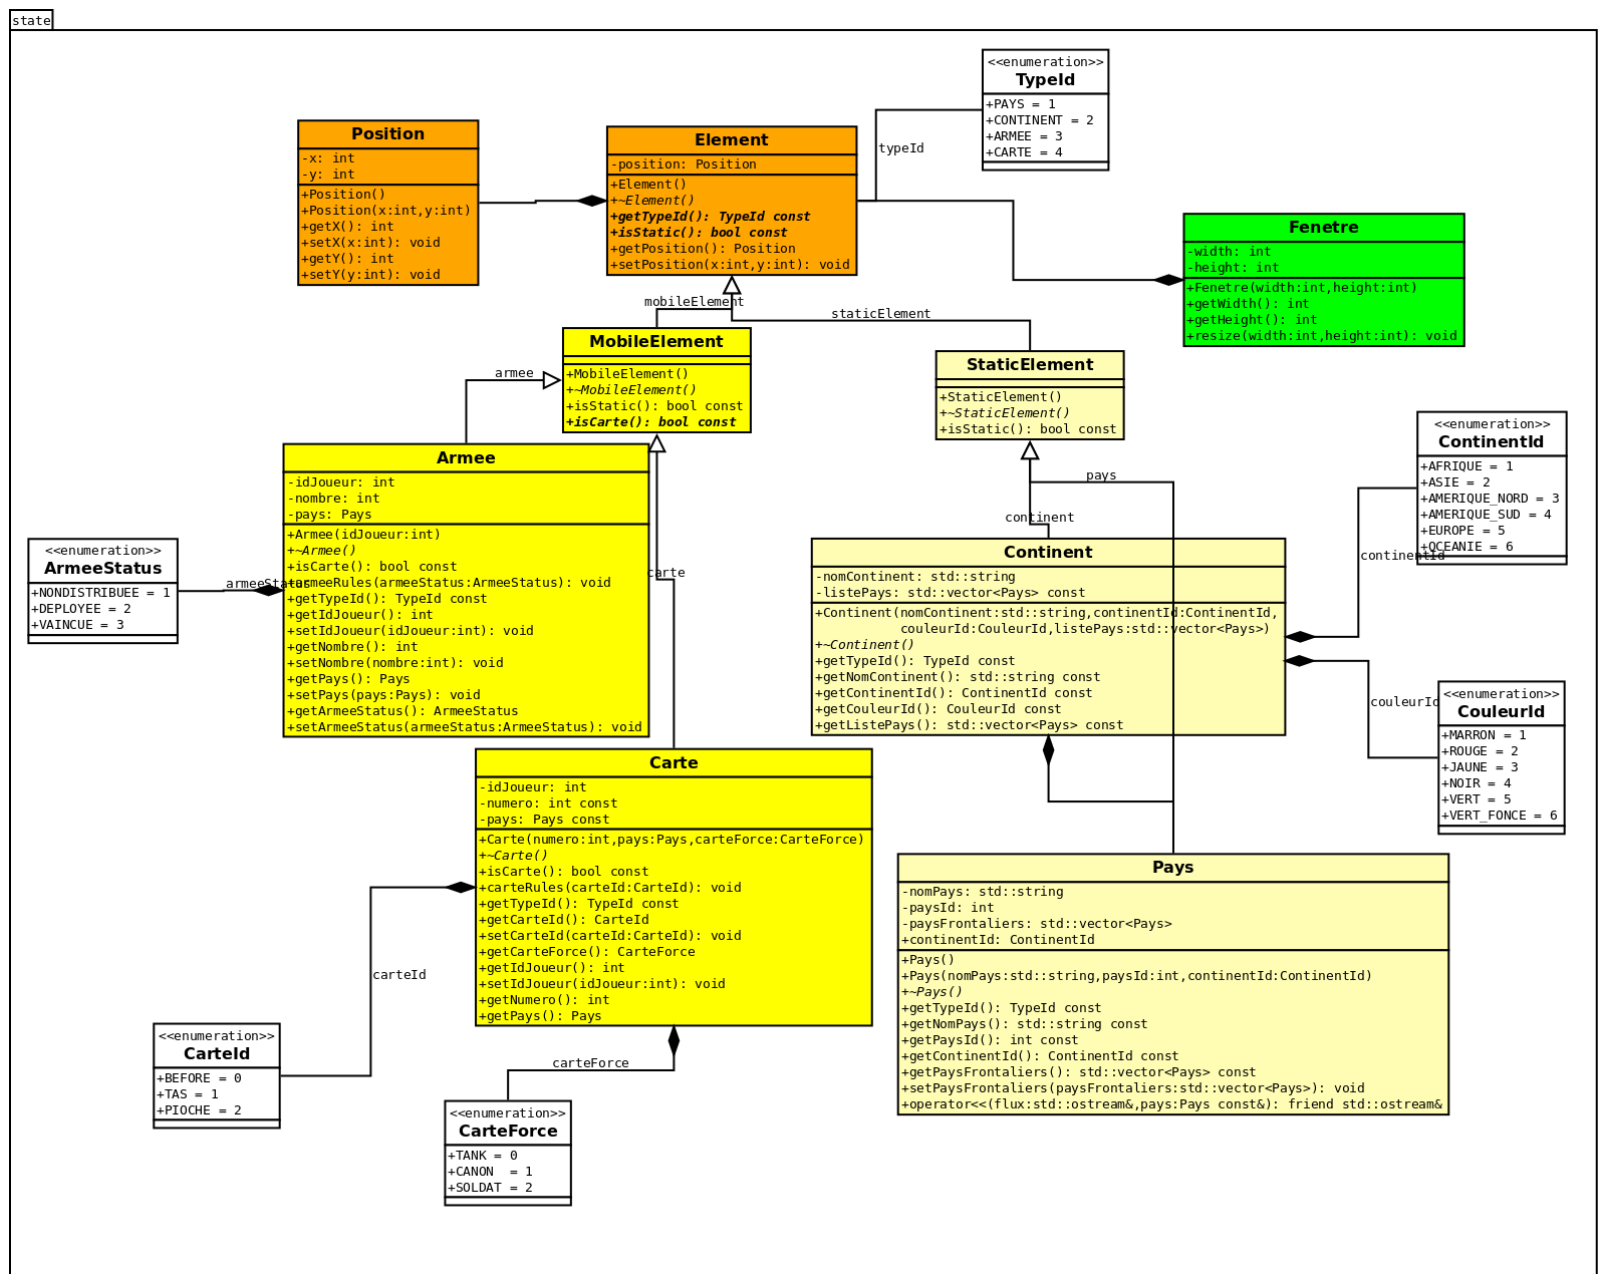 state
<<enumeration>>
TypeId
+PAYS = 1
+CONTINENT = 2
+ARMEE = 3
+CARTE = 4
Position
-x: int
-y: int
+Position()
+Position(x:int,y:int)
+getX(): int
+setX(x:int): void
+getY(): int
+setY(y:int): void
Element
-position: Position
+Element()
+~Element()
+getTypeId(): TypeId const
+isStatic(): bool const
+getPosition(): Position
+setPosition(x:int,y:int): void
typeId
Fenetre
-width: int
-height: int
+Fenetre(width:int,height:int)
+getWidth(): int
+getHeight(): int
+resize(width:int,height:int): void
mobileElement
staticElement
MobileElement
+MobileElement()
+~MobileElement()
+isStatic(): bool const
+isCarte(): bool const
StaticElement
+StaticElement()
+~StaticElement()
+isStatic(): bool const
armee
<<enumeration>>
ContinentId
+AFRIQUE = 1
+ASIE = 2
+AMERIQUE_NORD = 3
+AMERIQUE_SUD = 4
+EUROPE = 5
+OCEANIE = 6
continentId
Armee
-idJoueur: int
-nombre: int
-pays: Pays
+Armee(idJoueur:int)
+~Armee()
+isCarte(): bool const
+armeeRules(armeeStatus:ArmeeStatus): void
+getTypeId(): TypeId const
+getIdJoueur(): int
+setIdJoueur(idJoueur:int): void
+getNombre(): int
+setNombre(nombre:int): void
+getPays(): Pays
+setPays(pays:Pays): void
+getArmeeStatus(): ArmeeStatus
+setArmeeStatus(armeeStatus:ArmeeStatus): void
<<enumeration>>
ArmeeStatus
+NONDISTRIBUEE = 1
+DEPLOYEE = 2
+VAINCUE = 3
armeeStatus
carte
pays
continent
Continent
-nomContinent: std::string
-listePays: std::vector<Pays> const
+Continent(nomContinent:std::string,continentId:ContinentId,
couleurId:CouleurId,listePays:std::vector<Pays>)
+~Continent()
+getTypeId(): TypeId const
+getNomContinent(): std::string const
+getContinentId(): ContinentId const
+getCouleurId(): CouleurId const
+getListePays(): std::vector<Pays> const
couleurId
<<enumeration>>
CouleurId
+MARRON = 1
+ROUGE = 2
+JAUNE = 3
+NOIR = 4
+VERT = 5
+VERT_FONCE = 6
Carte
-idJoueur: int
-numero: int const
-pays: Pays const
+Carte(numero:int,pays:Pays,carteForce:CarteForce)
+~Carte()
+isCarte(): bool const
+carteRules(carteId:CarteId): void
+getTypeId(): TypeId const
+getCarteId(): CarteId
+setCarteId(carteId:CarteId): void
+getCarteForce(): CarteForce
+getIdJoueur(): int
+setIdJoueur(idJoueur:int): void
+getNumero(): int
+getPays(): Pays
Pays
-nomPays: std::string
-paysId: int
-paysFrontaliers: std::vector<Pays>
+continentId: ContinentId
+Pays()
+Pays(nomPays:std::string,paysId:int,continentId:ContinentId)
+~Pays()
+getTypeId(): TypeId const
+getNomPays(): std::string const
+getPaysId(): int const
+getContinentId(): ContinentId const
+getPaysFrontaliers(): std::vector<Pays> const
+setPaysFrontaliers(paysFrontaliers:std::vector<Pays>): void
+operator<<(flux:std::ostream&,pays:Pays const&): friend std::ostream&
carteId
<<enumeration>>
CarteId
+BEFORE = 0
+TAS = 1
+PIOCHE = 2
carteForce
<<enumeration>>
CarteForce
+TANK = 0
+CANON  = 1
+SOLDAT = 2